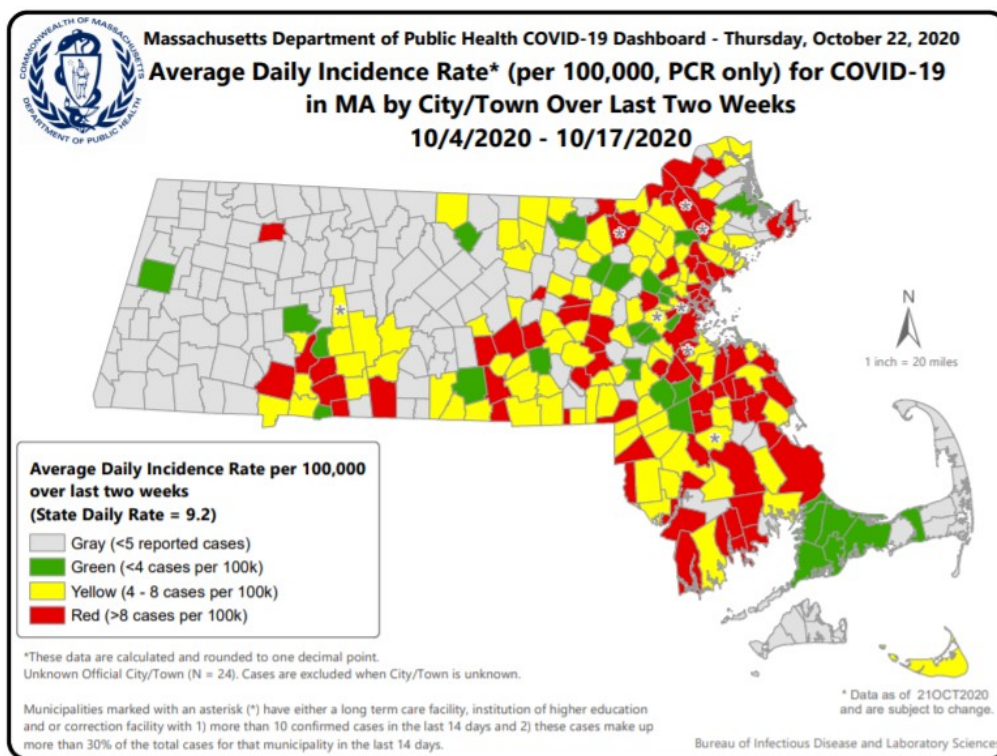 COMMONWEALTH OF MASSACHUSETTS
DEPARTMENT OF PUBLIC HEALTH
Massachusetts Department of Public Health COVID-19 Dashboard - Thursday, October 22, 2020
Average Daily Incidence Rate* (per 100,000, PCR only) for COVID-19
in MA by City/Town Over Last Two Weeks
10/4/2020 - 10/17/2020
N
1 inch = 20 miles
Average Daily Incidence Rate per 100,000
over last two weeks
(State Daily Rate = 9.2)
Gray (<5 reported cases)
Green (<4 cases per 100k)
Yellow (4 - 8 cases per 100k)
Red (>8 cases per 100k)
*These data are calculated and rounded to one decimal point.
Unknown Official City/Town (N = 24). Cases are excluded when City/Town is unknown.
* Data as of 21OCT2020
and are subject to change.
Municipalities marked with an asterisk (*) have either a long term care facility, institution of higher education
and or correction facility with 1) more than 10 confirmed cases in the last 14 days and 2) these cases make up
more than 30% of the total cases for that municipality in the last 14 days.
Bureau of Infectious Disease and Laboratory Sciences